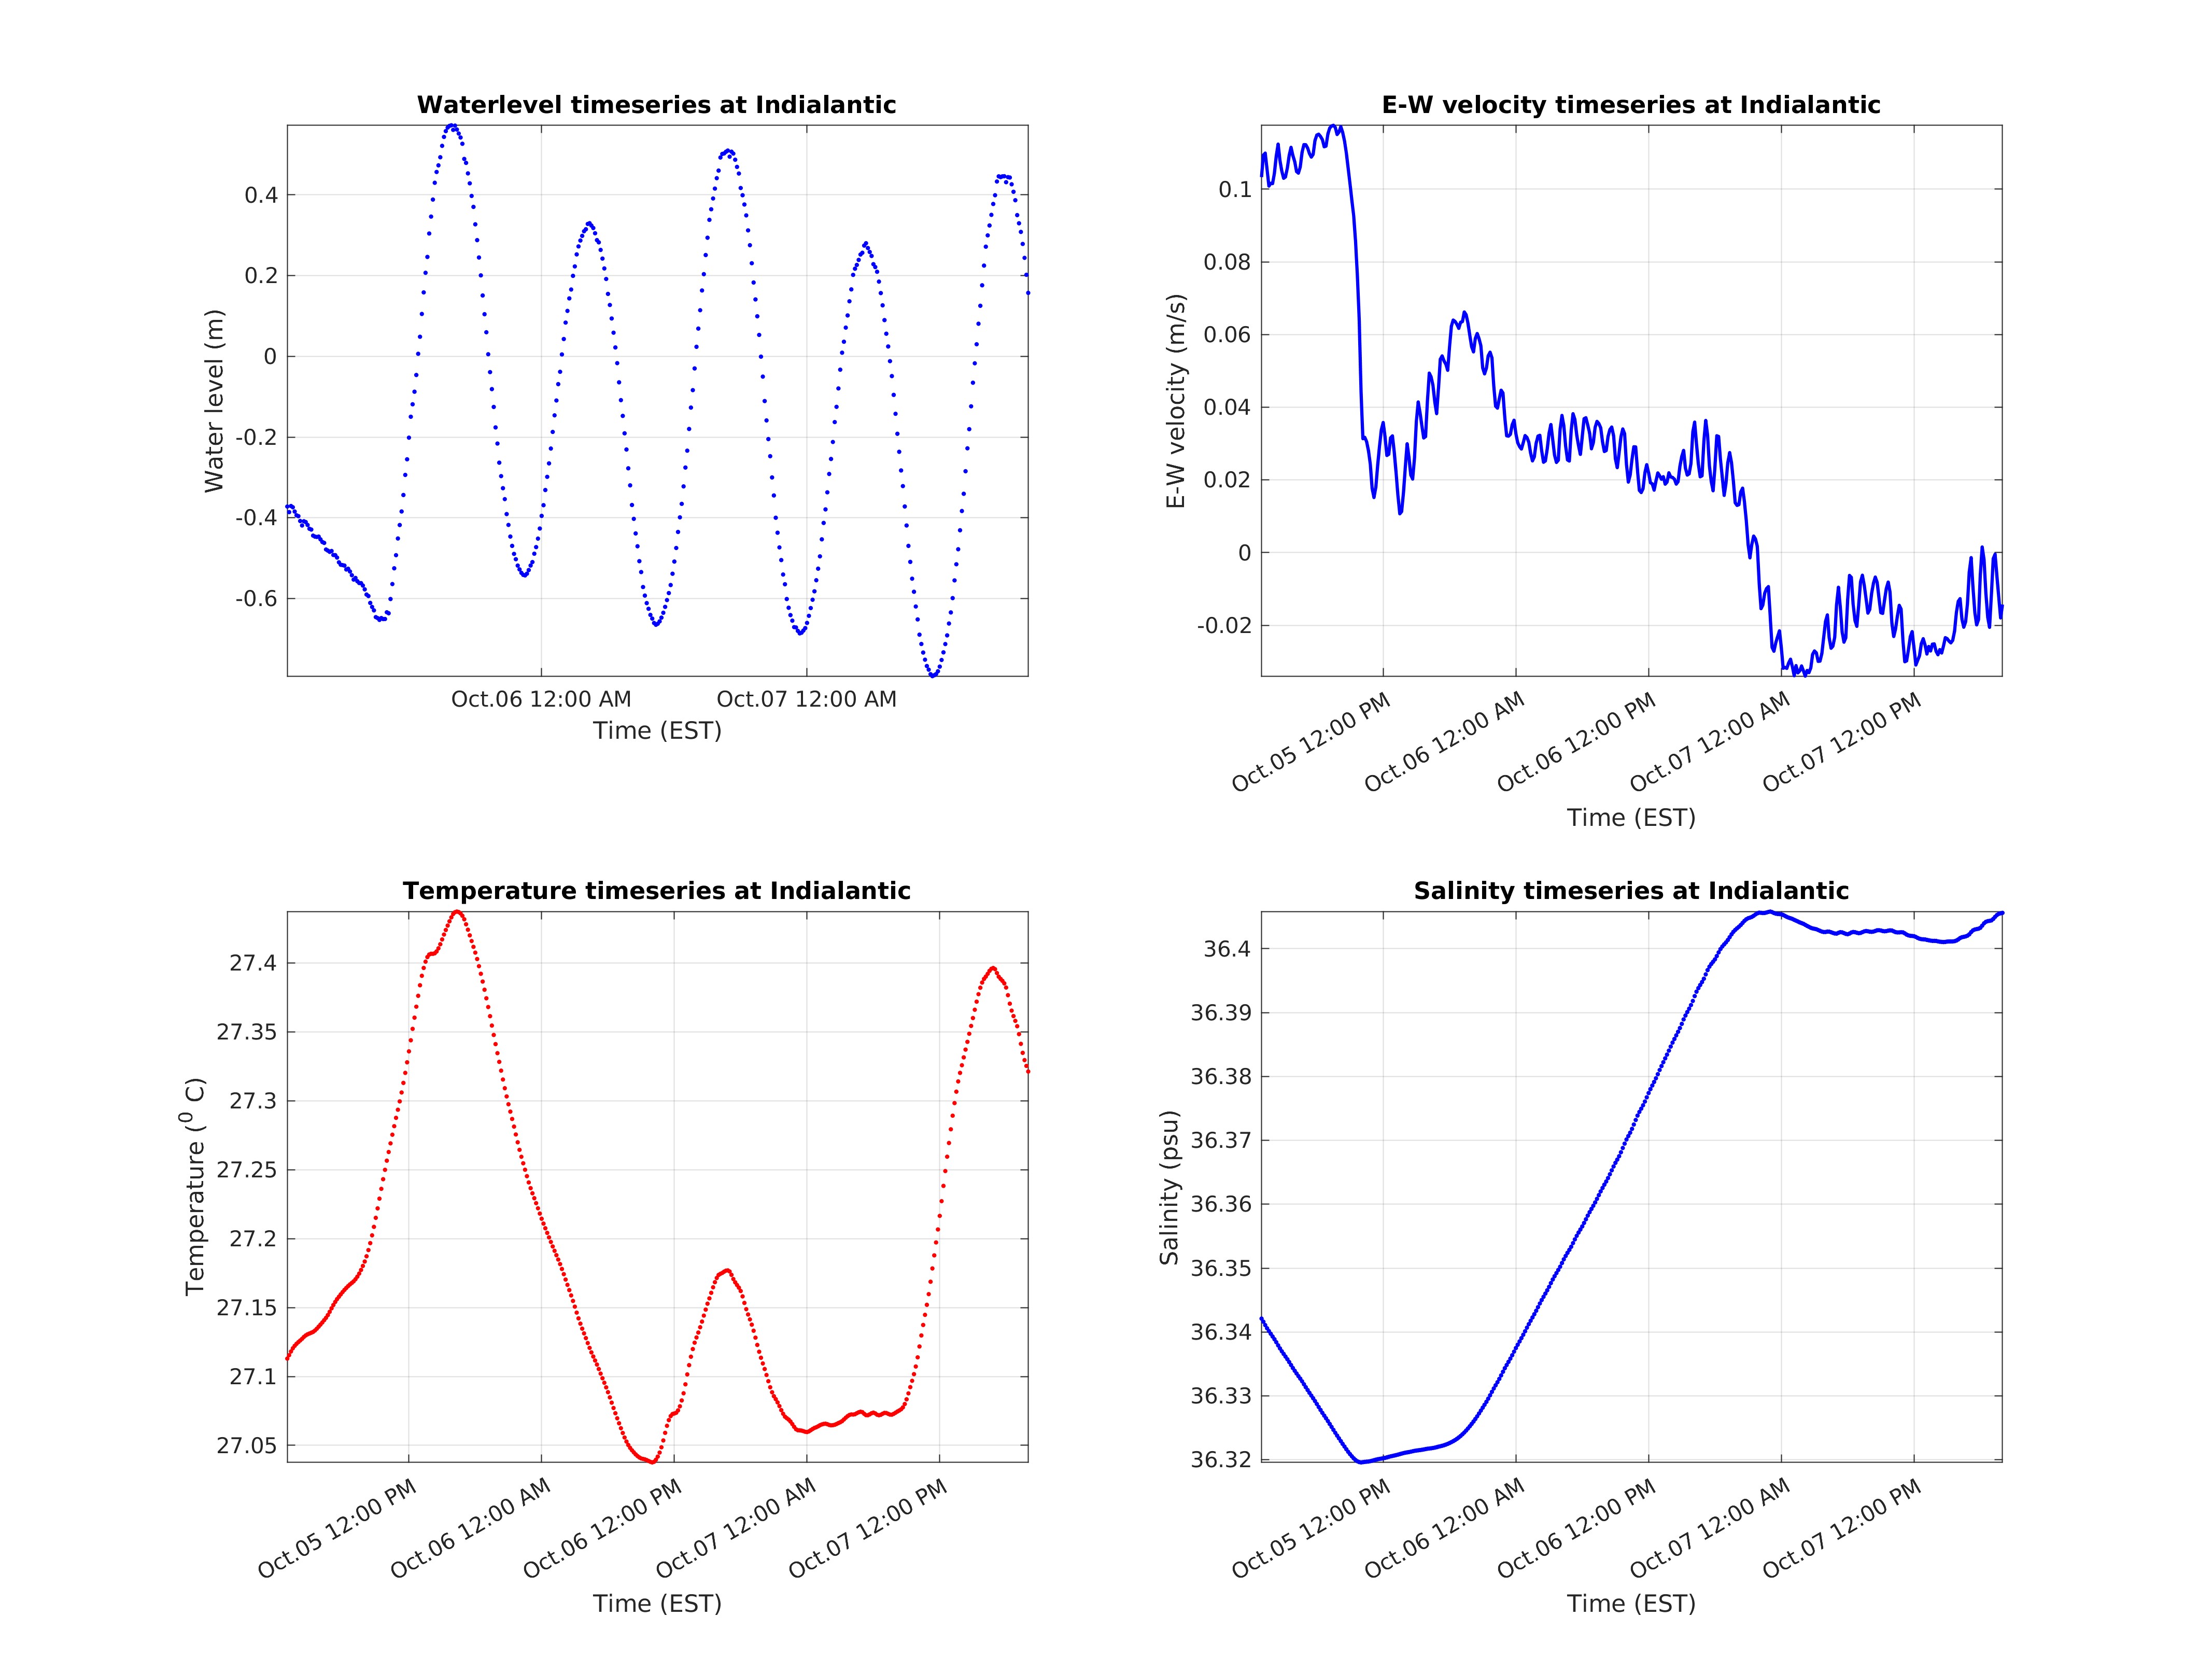 Waterlevel timeseries at Indialantic
Water level (m)
0.4
0.2
0
-0.2
-0.4
-0.6
Oct.06 12:00 AM
Oct.07 12:00 AM
Time (EST)
E-W velocity timeseries at Indialantic
E-W velocity (m/s)
0.1
0.08
0.06
0.04
0.02
0
-0.02
Oct.05 12:00 PM
Oct.06 12:00 AM
Oct.06 12:00 PM
Oct.07 12:00 AM
Oct.07 12:00 PM
Time (EST)
Temperature timeseries at Indialantic
Temperature (⁰ C)
27.4
27.35
27.3
27.25
27.2
27.15
27.1
27.05
Oct.05 12:00 PM
Oct.06 12:00 AM
Oct.06 12:00 PM
Oct.07 12:00 AM
Oct.07 12:00 PM
Time (EST)
Salinity timeseries at Indialantic
Salinity (psu)
36.4
36.39
36.38
36.37
36.36
36.35
36.34
36.33
36.32
Oct.05 12:00 PM
Oct.06 12:00 AM
Oct.06 12:00 PM
Oct.07 12:00 AM
Oct.07 12:00 PM
Time (EST)